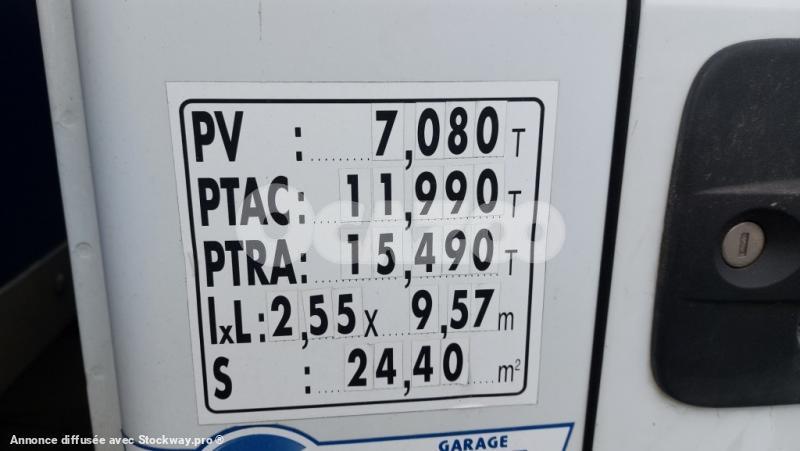 PV : 7,080 T
PTAC : 11,990 T
PTRA : 15,490 T
lxL : 2,55 x 9,57 m
S : 24,40 m²
GARAGE
Annonce diffusée avec Stockway.pro®